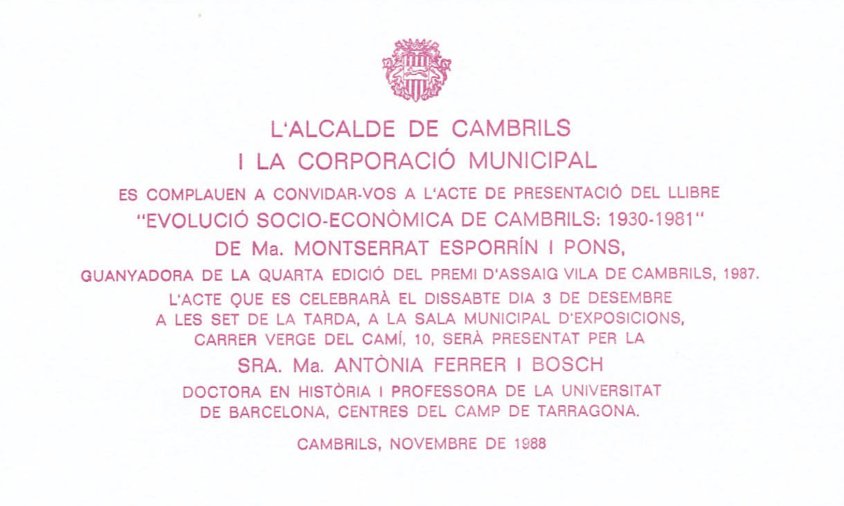 L'ALCALDE DE CAMBRILS
I LA CORPORACIÓ MUNICIPAL
ES COMPLAUEN A CONVIDAR-VOS A L'ACTE DE PRESENTACIÓ DEL LLIBRE
"EVOLUCIÓ SOCIO-ECONÒMICA DE CAMBRILS: 1930-1981"
DE Ma. MONTSERRAT ESPORRÍN I PONS,
GUANYADORA DE LA QUARTA EDICIÓ DEL PREMI D'ASSAIG VILA DE CAMBRILS, 1987.
L'ACTE QUE ES CELEBRARÀ EL DISSABTE DIA 3 DE DESEMBRE
A LES SET DE LA TARDA, A LA SALA MUNICIPAL D'EXPOSICIONS,
CARRER VERGE DEL CAMÍ, 10, SERÀ PRESENTAT PER LA
SRA. Ma. ANTÒNIA FERRER I BOSCH
DOCTORA EN HISTÒRIA I PROFESSORA DE LA UNIVERSITAT
DE BARCELONA, CENTRES DEL CAMP DE TARRAGONA.
CAMBRILS, NOVEMBRE DE 1988